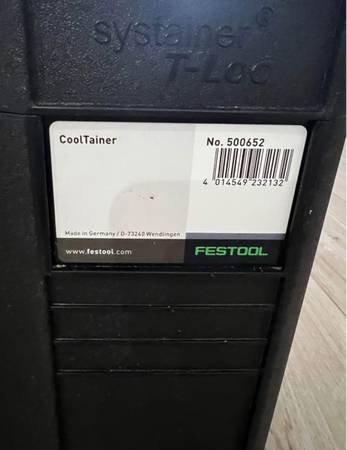 systainer®
T-Loc
CoolTainer
No. 500652
4 014549 232132
Made in Germany / D-73240 Wendlingen
www.festool.com
FESTOOL